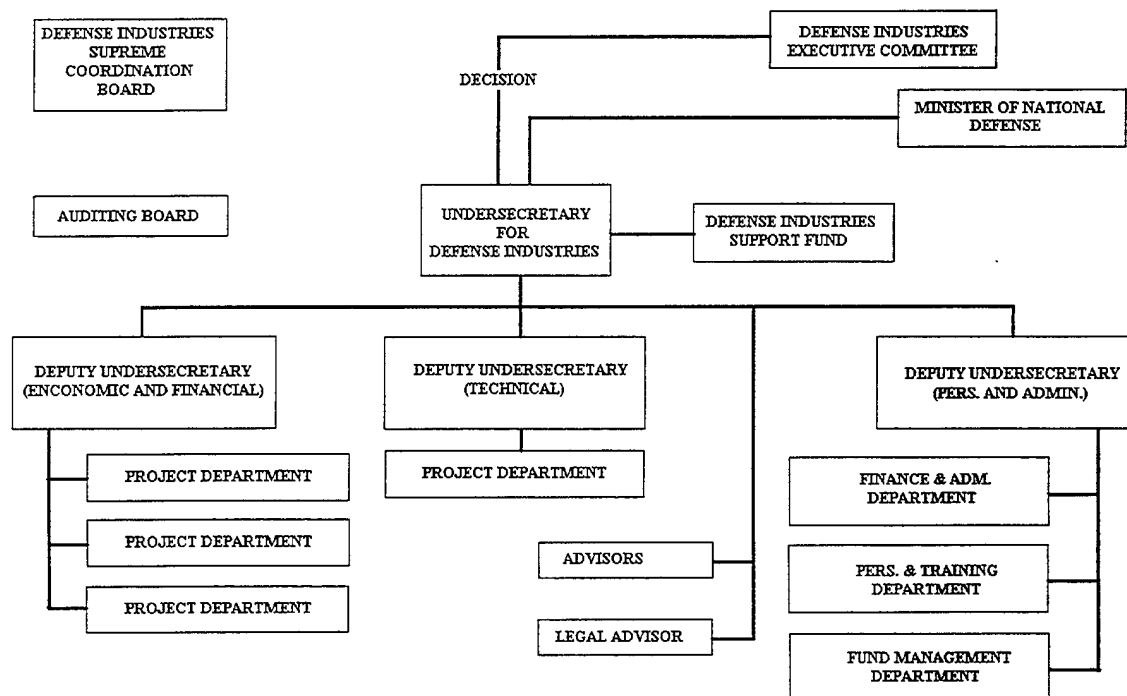 DEFENSE INDUSTRIES
SUPREME
COORDINATION
BOARD
DEFENSE INDUSTRIES
EXECUTIVE COMMITTEE
DECISION
MINISTER OF NATIONAL
DEFENSE
AUDITING BOARD
UNDERSECRETARY
FOR
DEFENSE INDUSTRIES
DEFENSE INDUSTRIES
SUPPORT FUND
DEPUTY UNDERSECRETARY
(ENCONOMIC AND FINANCIAL)
DEPUTY UNDERSECRETARY
(TECHNICAL)
DEPUTY UNDERSECRETARY
(PERS. AND ADMIN.)
PROJECT DEPARTMENT
PROJECT DEPARTMENT
PROJECT DEPARTMENT
PROJECT DEPARTMENT
ADVISORS
LEGAL ADVISOR
FINANCE & ADM.
DEPARTMENT
PERS. & TRAINING
DEPARTMENT
FUND MANAGEMENT
DEPARTMENT